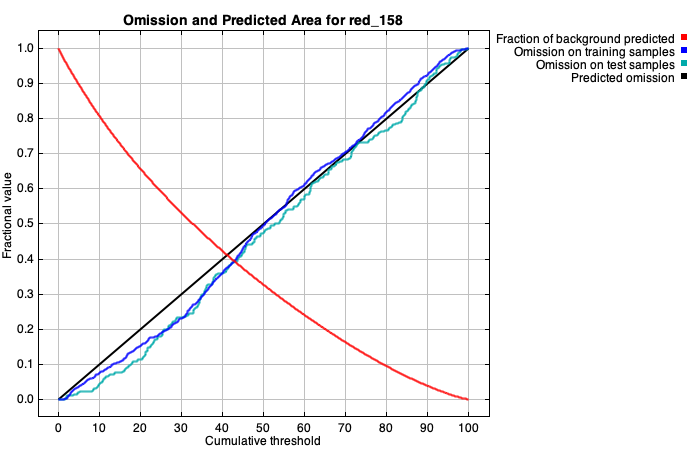 Omission and Predicted Area for red_158
Fraction of background predicted
Omission on training samples
Omission on test samples
Predicted omission
Fractional value
1.0
0.9
0.8
0.7
0.6
0.5
0.4
0.3
0.2
0.1
0.0
0 10 20 30 40 50 60 70 80 90 100
Cumulative threshold